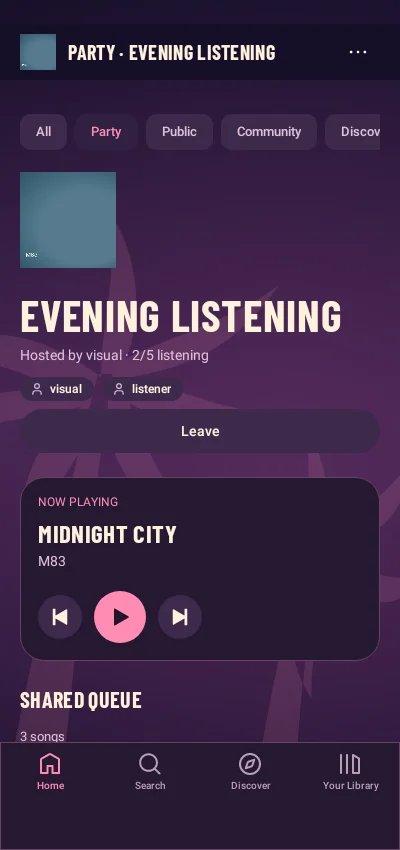 PARTY · EVENING LISTENING
All Party Public Community Discov
M83
EVENING LISTENING
Hosted by visual · 2/5 listening
visual listener
Leave
NOW PLAYING
MIDNIGHT CITY
M83
SHARED QUEUE
3 songs
Home Search Discover Your Library